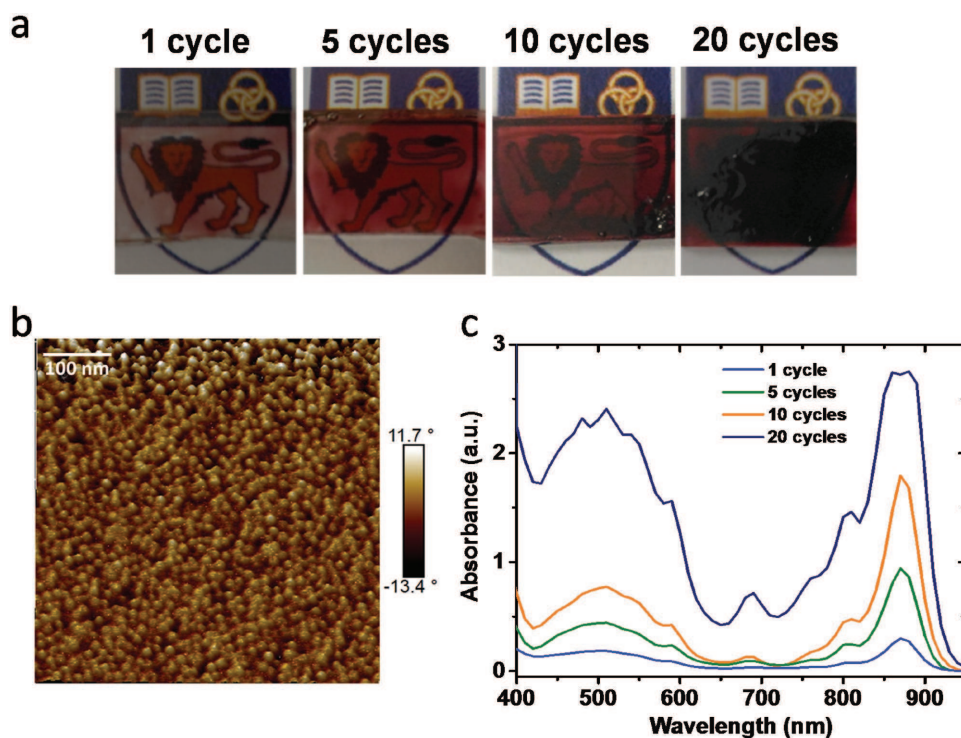 a
1 cycle 5 cycles 10 cycles 20 cycles
b
100 nm
11.7 °
-13.4 °
c
3
2
1
0
Absorbance (a.u.)
1 cycle
5 cycles
10 cycles
20 cycles
400 500 600 700 800 900
Wavelength (nm)